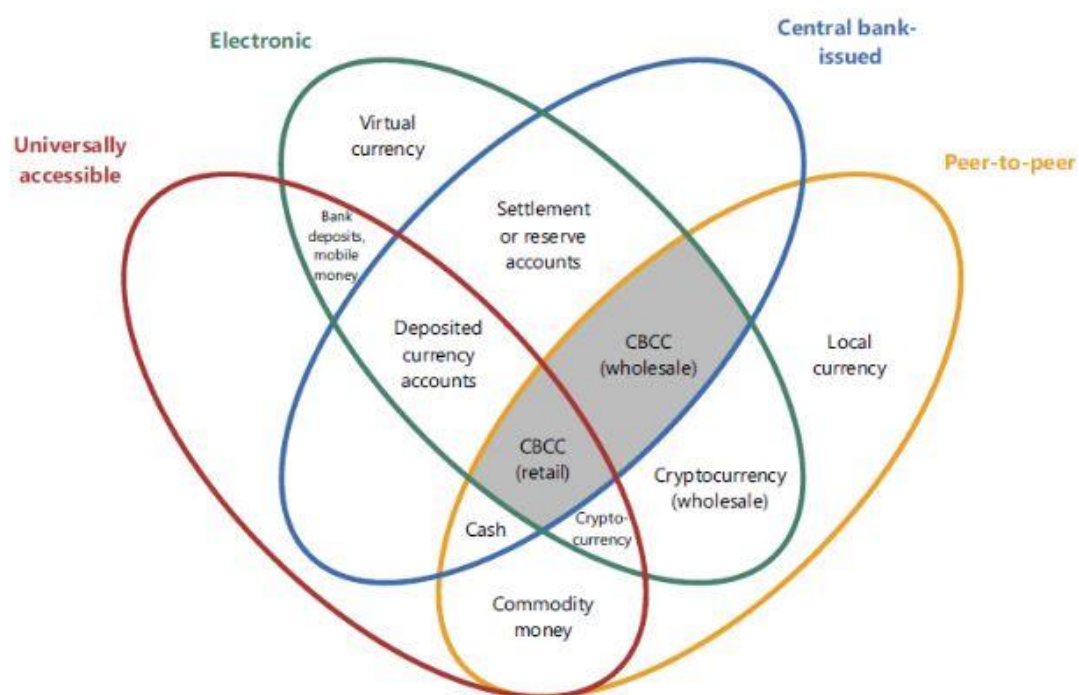 Electronic
Central bank-
issued
Universally
accessible
Peer-to-peer
Virtual
currency
Bank
deposits,
mobile
money
Settlement
or reserve
accounts
Deposited
currency
accounts
CBCC
(wholesale)
Local
currency
CBCC
(retail)
Cryptocurrency
(wholesale)
Cash
Crypto-
currency
Commodity
money